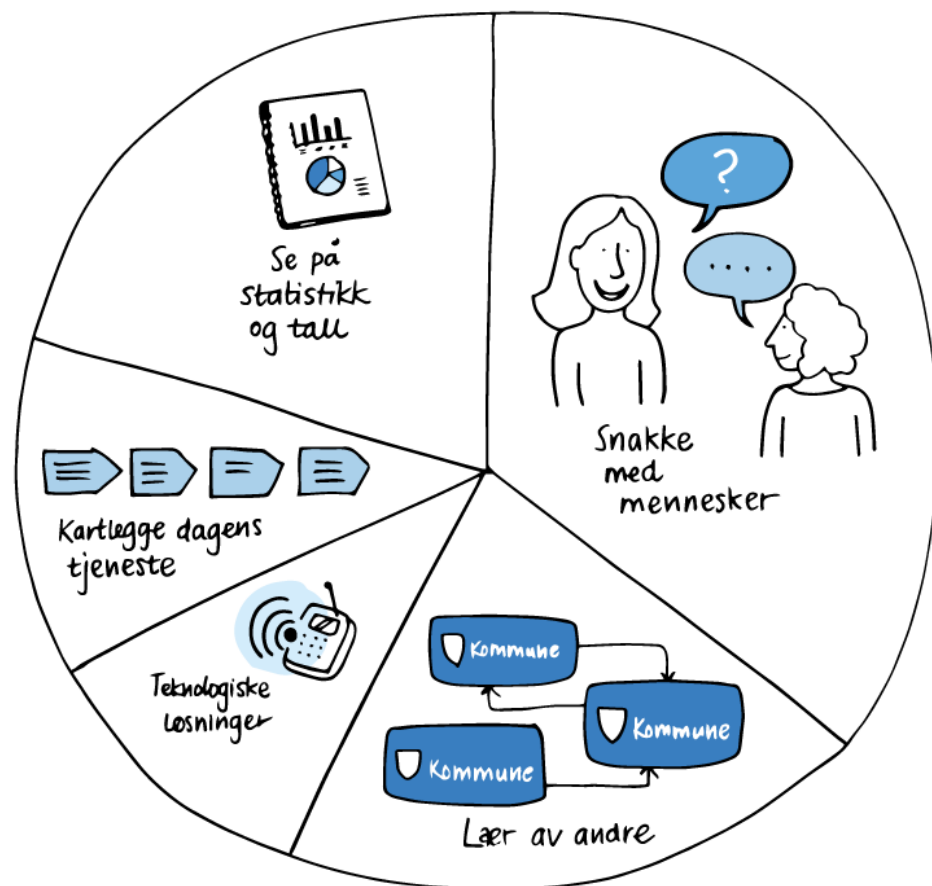 Se på
statistikk
og tall
?
....
Snakke
med
mennesker
Kartlegge dagens
tjeneste
Teknologiske
løsninger
Kommune
Kommune
Kommune
Lær av andre